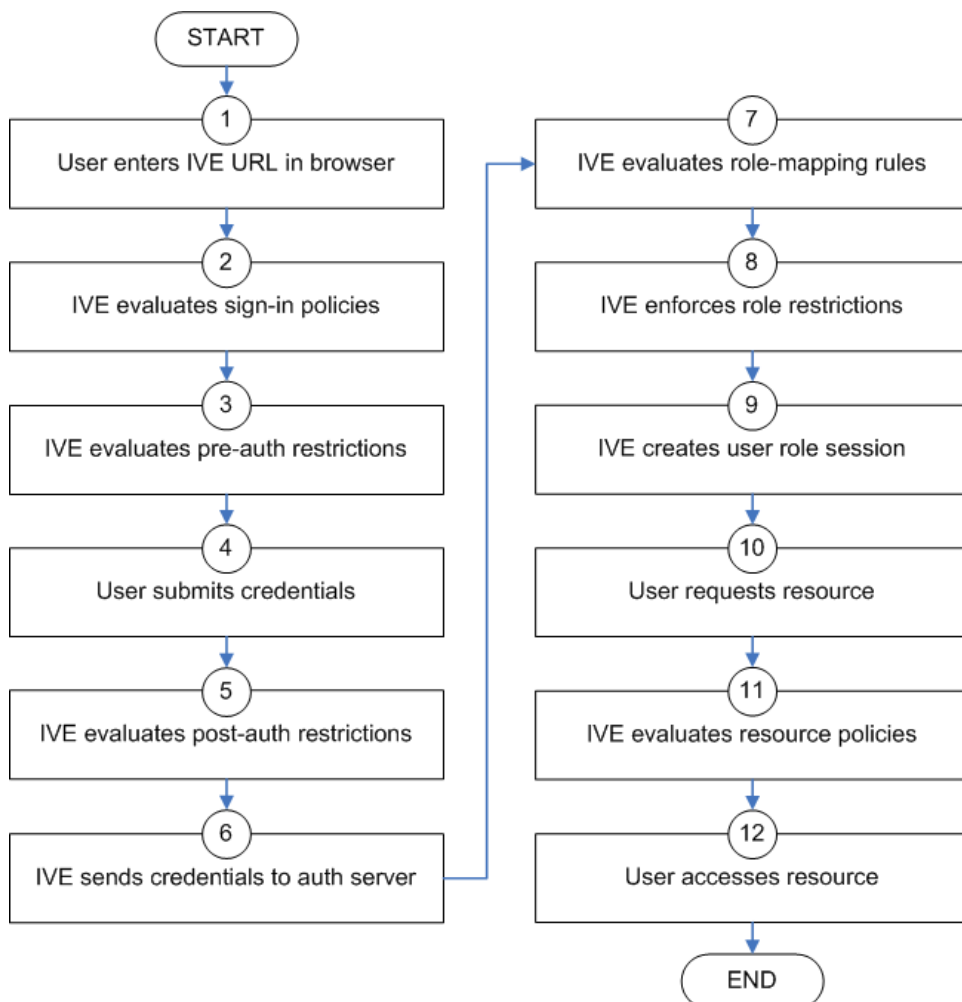 START
1
User enters IVE URL in browser
2
IVE evaluates sign-in policies
3
IVE evaluates pre-auth restrictions
4
User submits credentials
5
IVE evaluates post-auth restrictions
6
IVE sends credentials to auth server
7
IVE evaluates role-mapping rules
8
IVE enforces role restrictions
9
IVE creates user role session
10
User requests resource
11
IVE evaluates resource policies
12
User accesses resource
END